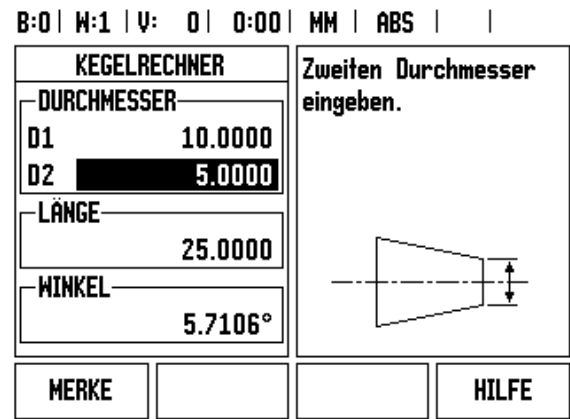 B:0 | W:1 | V: 0 | 0:00 | MM | ABS | |
KEGELRECHNER
DURCHMESSER
D1 10.0000
D2 5.0000
LÄNGE
25.0000
WINKEL
5.7106°
Zweiten Durchmesser
eingeben.
MERKE
HILFE